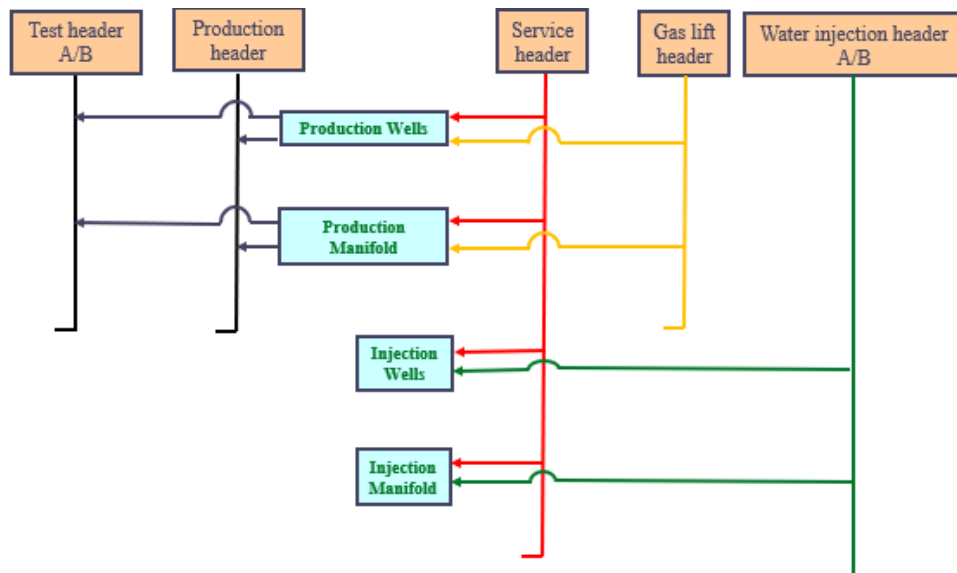 Test header
A/B
Production
header
Service
header
Gas lift
header
Water injection header
A/B
Production Wells
Production
Manifold
Injection
Wells
Injection
Manifold